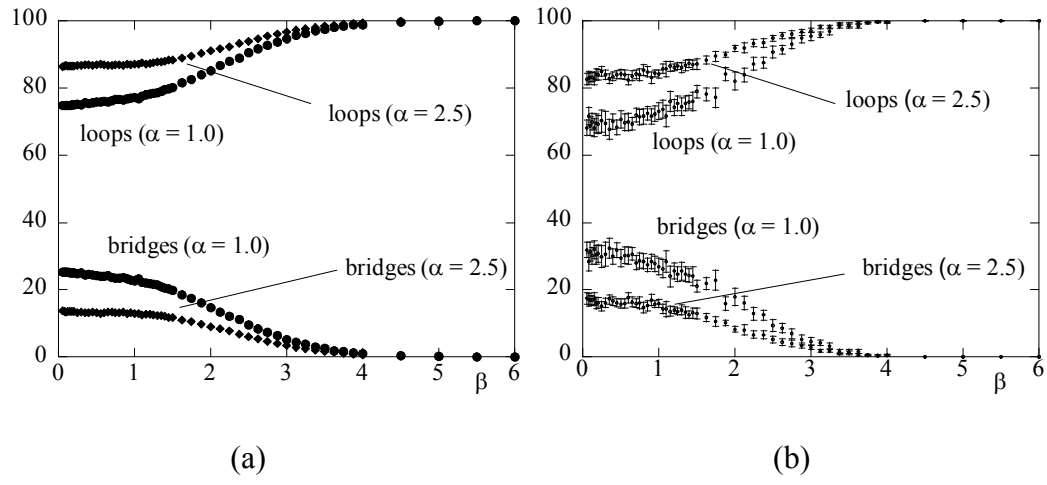 100
80
60
40
20
0
0
1
2
3
4
5
6
β
loops (α = 2.5)
loops (α = 1.0)
bridges (α = 1.0)
bridges (α = 2.5)
(a)
100
80
60
40
20
0
0
1
2
3
4
5
6
β
loops (α = 2.5)
loops (α = 1.0)
bridges (α = 1.0)
bridges (α = 2.5)
(b)